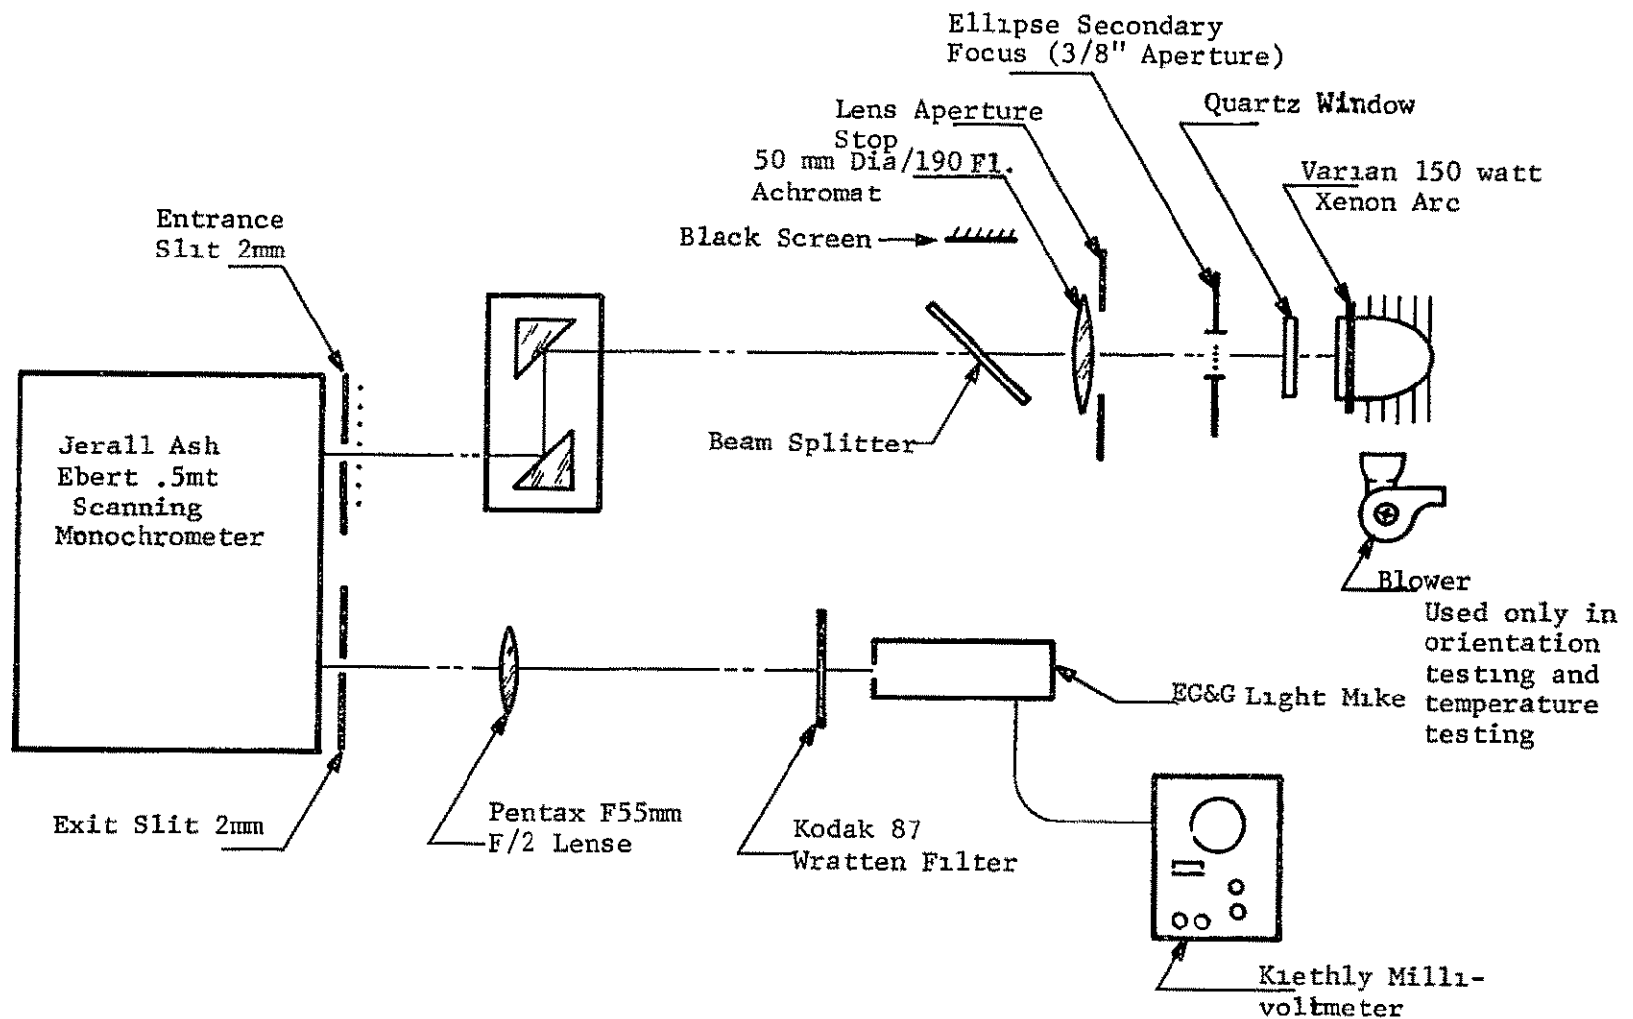 Ellipse Secondary
Focus (3/8" Aperture)
Lens Aperture
Stop
Quartz Window
50 mm Dia/190 Fl.
Achromat
Varian 150 watt
Xenon Arc
Entrance
Slit 2mm
Black Screen
Beam Splitter
Jerall Ash
Ebert .5mt
Scanning
Monochrometer
Blower
Used only in
orientation
testing and
temperature
testing
EG&G Light Mike
Exit Slit 2mm
Pentax F55mm
F/2 Lense
Kodak 87
Wratten Filter
Kiethly Milli-
voltmeter